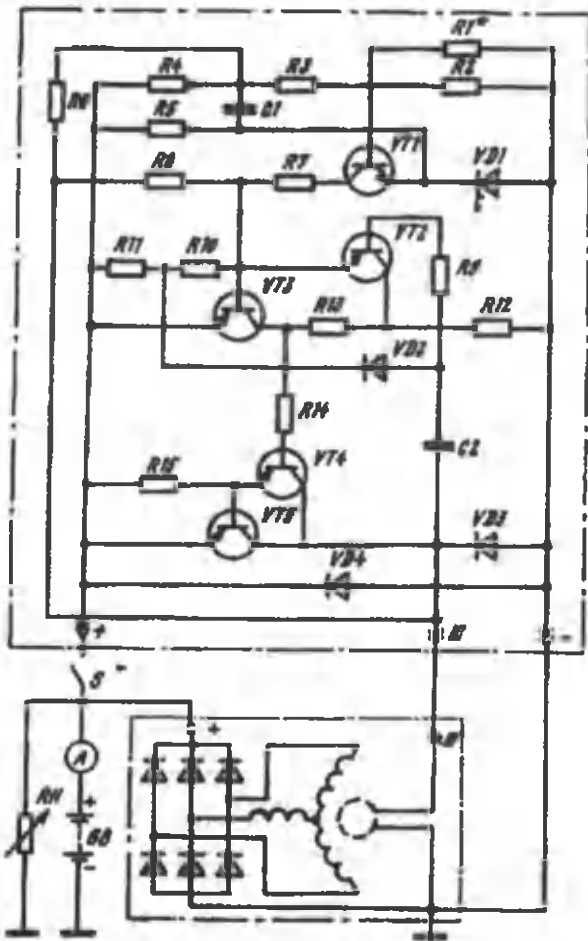 R1*
R4
R3
R2
R6
C1
R5
VT1
R8
R7
VD1
VT2
R11
R10
R9
VT3
R13
R12
VD2
R14
C2
R15
VT4
VT5
VD3
VD4
+
Ш
-
S
+
Ш
A
RH
+
GB
-